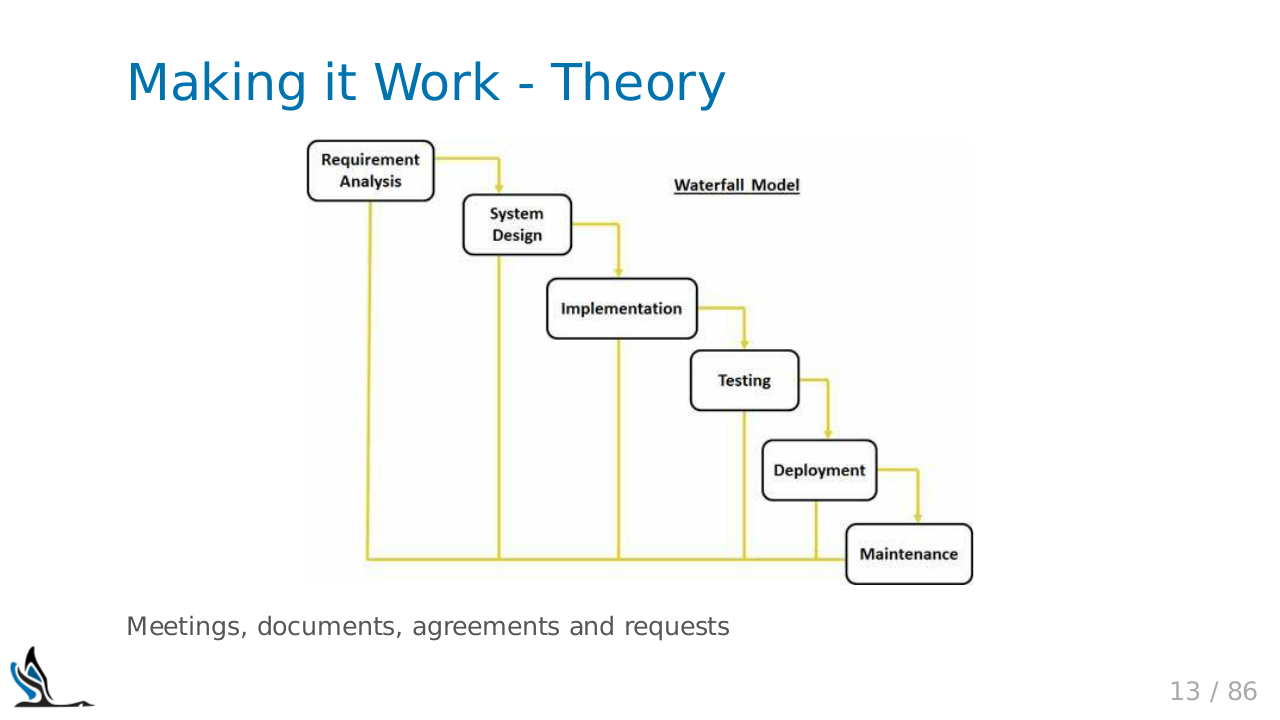 Making it Work - Theory
Requirement
Analysis
Waterfall Model
System
Design
Implementation
Testing
Deployment
Maintenance
Meetings, documents, agreements and requests
13 / 86